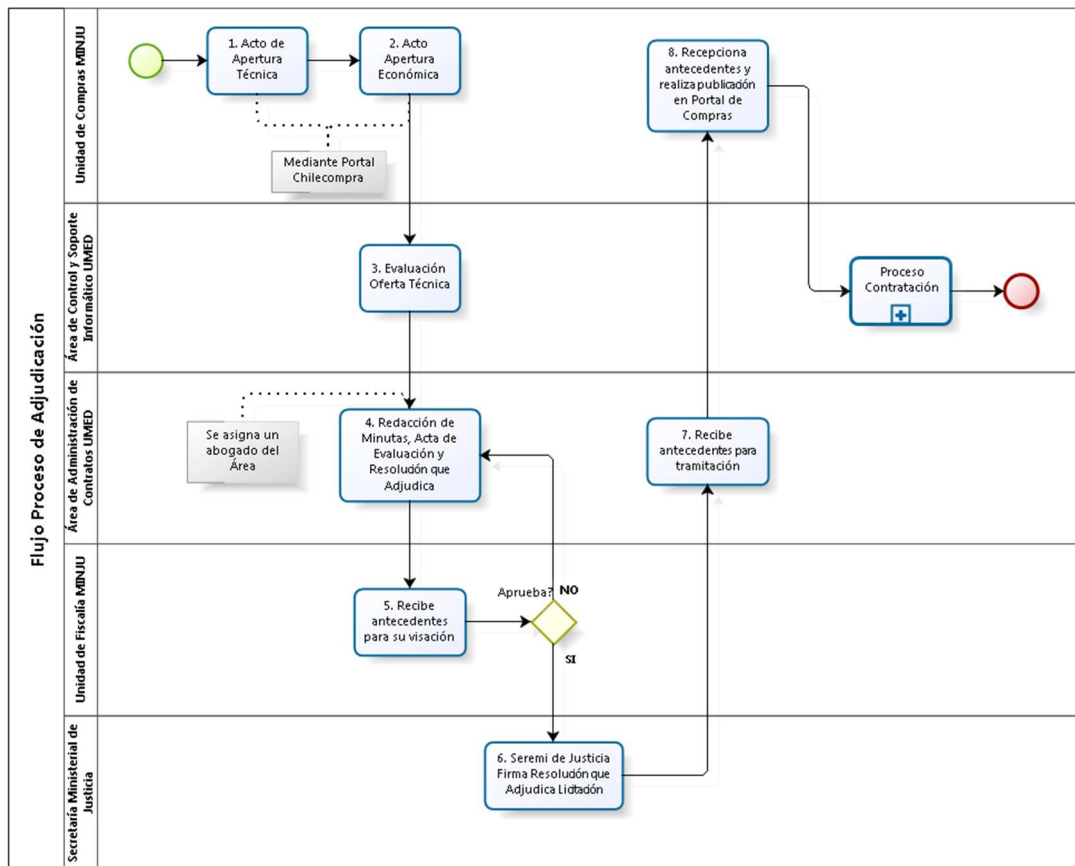 Flujo Proceso de Adjudicación
Unidad de Compras MINJU
1. Acto de
Apertura
Técnica
2. Acto
Apertura
Económica
Mediante Portal
Chilecompra
8. Recepciona
antecedentes y
realiza publicación
en Portal de
Compras
Área de Control y Soporte
Informático UMED
3. Evaluación
Oferta Técnica
Proceso
Contratación
Área de Administración de
Contratos UMED
Se asigna un
abogado del
Área
4. Redacción de
Minutas, Acta de
Evaluación y
Resolución que
Adjudica
7. Recibe
antecedentes para
tramitación
Unidad de Fiscalía MINJU
5. Recibe
antecedentes
para su visación
Aprueba?
NO
SI
Secretaría Ministerial de
Justicia
6. Seremi de Justicia
Firma Resolución que
Adjudica Licitación